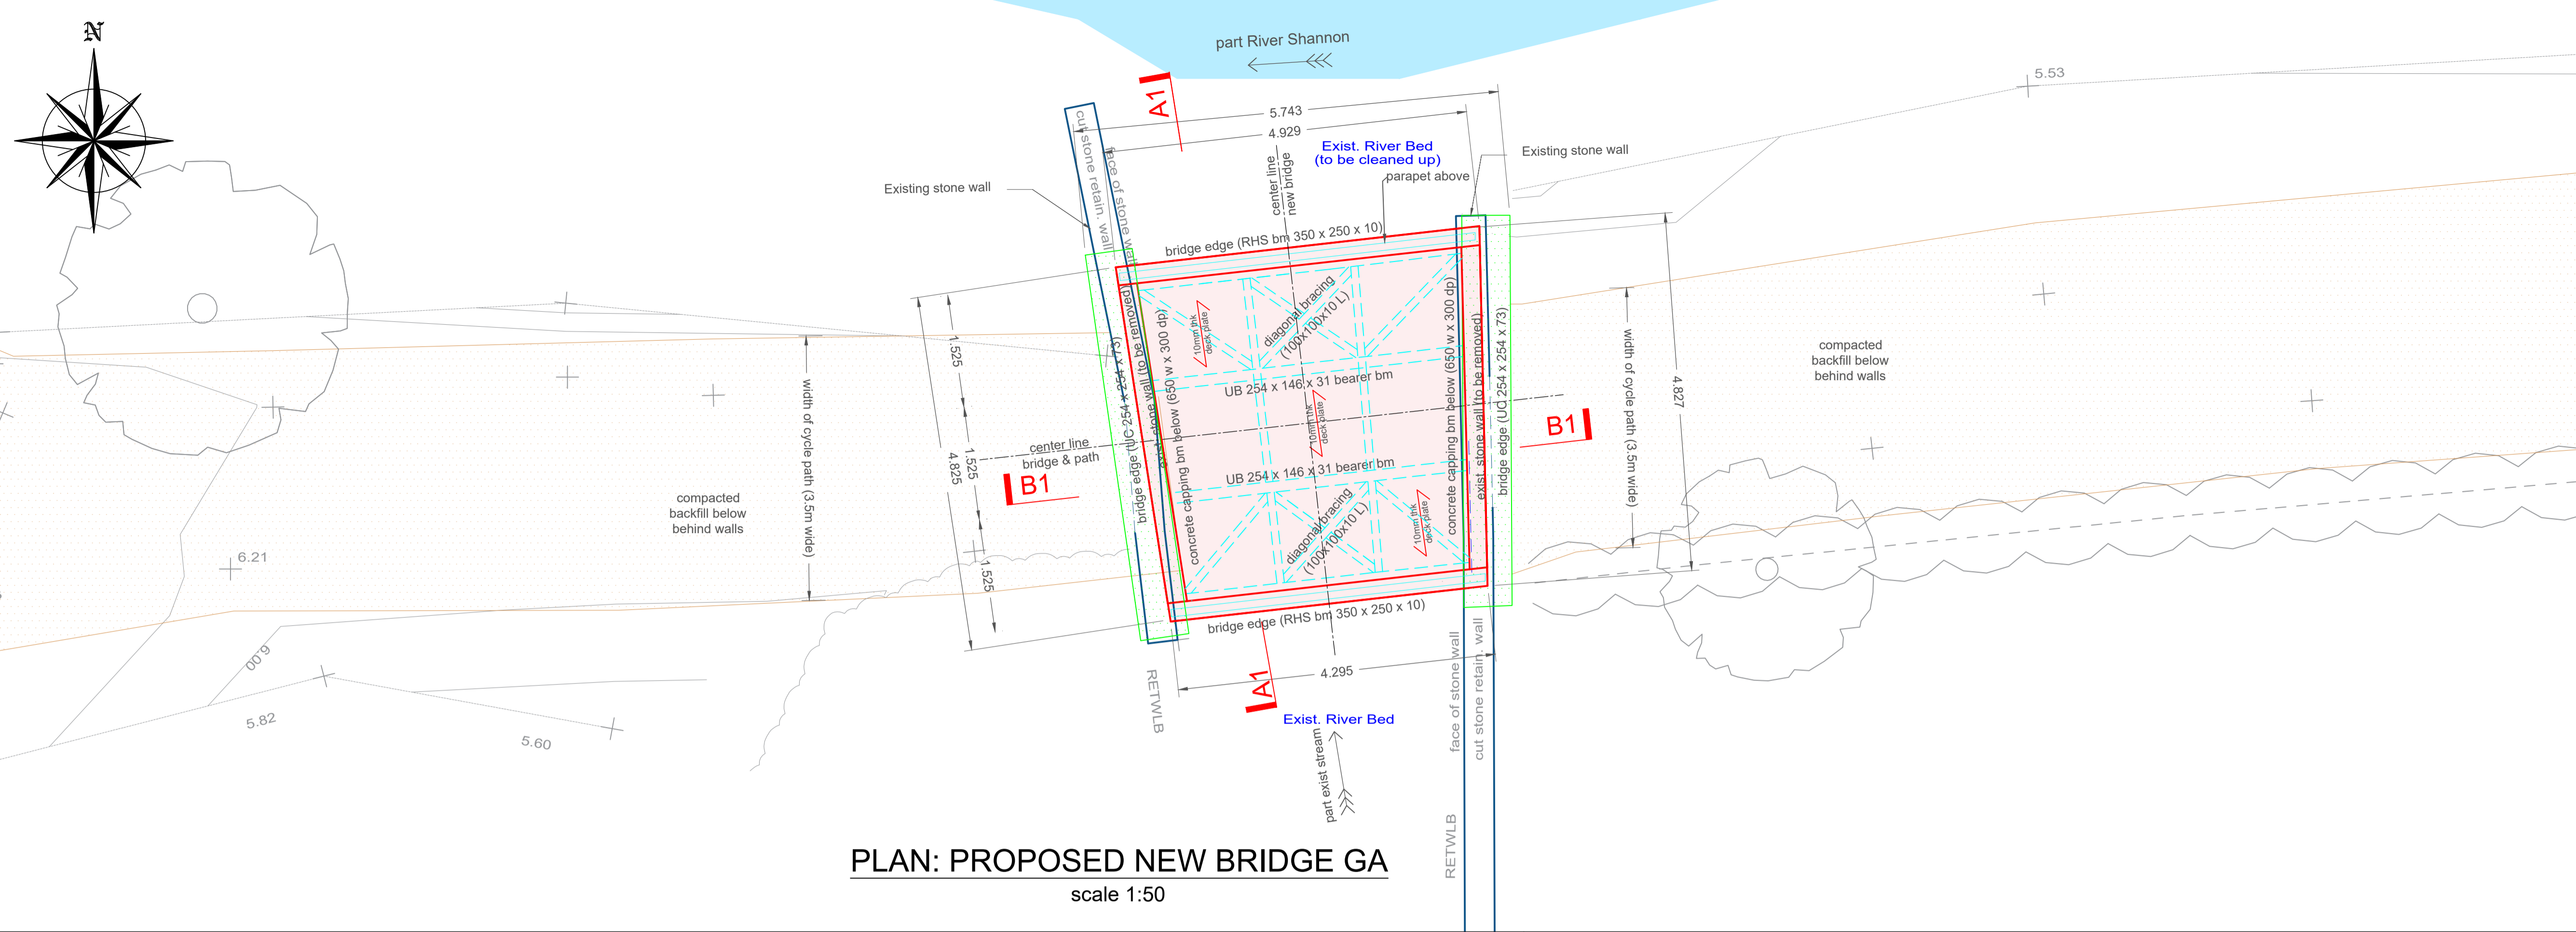 N
part River Shannon
A1
5.743
4.929
5.53
cut stone retain. wall
face of stone wall
center line
new bridge
Exist. River Bed
(to be cleaned up)
parapet above
Existing stone wall
Existing stone wall
bridge edge (RHS bm 350 x 250 x 10)
10mm thk
deck plate
diagonal bracing
(100x100x10 L)
UB 254 x 146 x 31 bearer bm
10mm thk
deck plate
UB 254 x 146 x 31 bearer bm
diagonal bracing
(100x100x10 L)
10mm thk
deck plate
bridge edge (UC 254 x 254 x 73)
exist. stone wall (to be removed)
concrete capping bm below (650 w x 300 dp)
concrete capping bm below (650 w x 300 dp)
exist. stone wall (to be removed)
bridge edge (UC 254 x 254 x 73)
1.525
1.525
4.825
1.525
center line
bridge & path
B1
B1
width of cycle path (3.5m wide)
width of cycle path (3.5m wide)
4.827
compacted
backfill below
behind walls
compacted
backfill below
behind walls
6.21
6.00
5.82
5.60
bridge edge (RHS bm 350 x 250 x 10)
4.295
A1
RETWLB
Exist. River Bed
part exist stream
face of stone wall
cut stone retain. wall
RETWLB
PLAN: PROPOSED NEW BRIDGE GA
scale 1:50